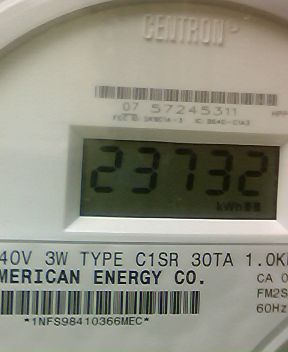 CENTRON
07 57245311
23732
kWh
40V 3W TYPE C1SR 30TA 1.0K
MERICAN ENERGY CO.
CA 0
FM2S
60Hz
*1NFS98410366MEC*